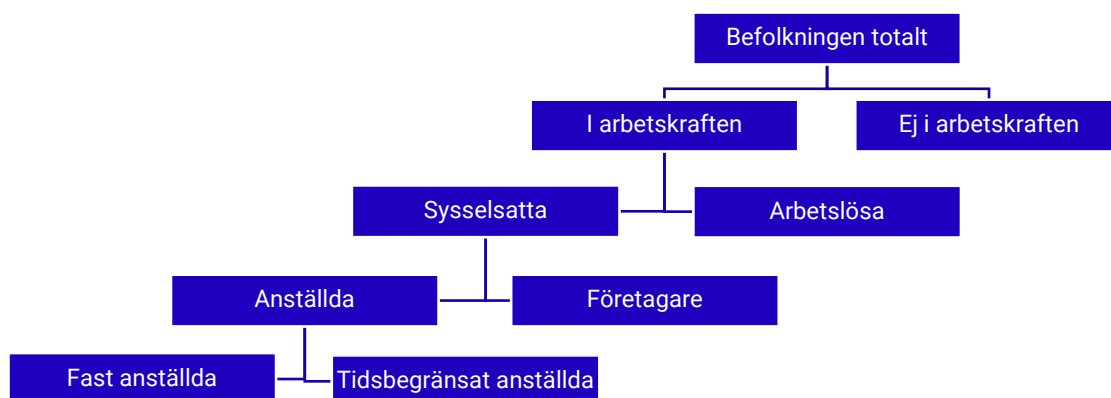 Befolkningen totalt
I arbetskraften
Ej i arbetskraften
Sysselsatta
Arbetslösa
Anställda
Företagare
Fast anställda
Tidsbegränsat anställda